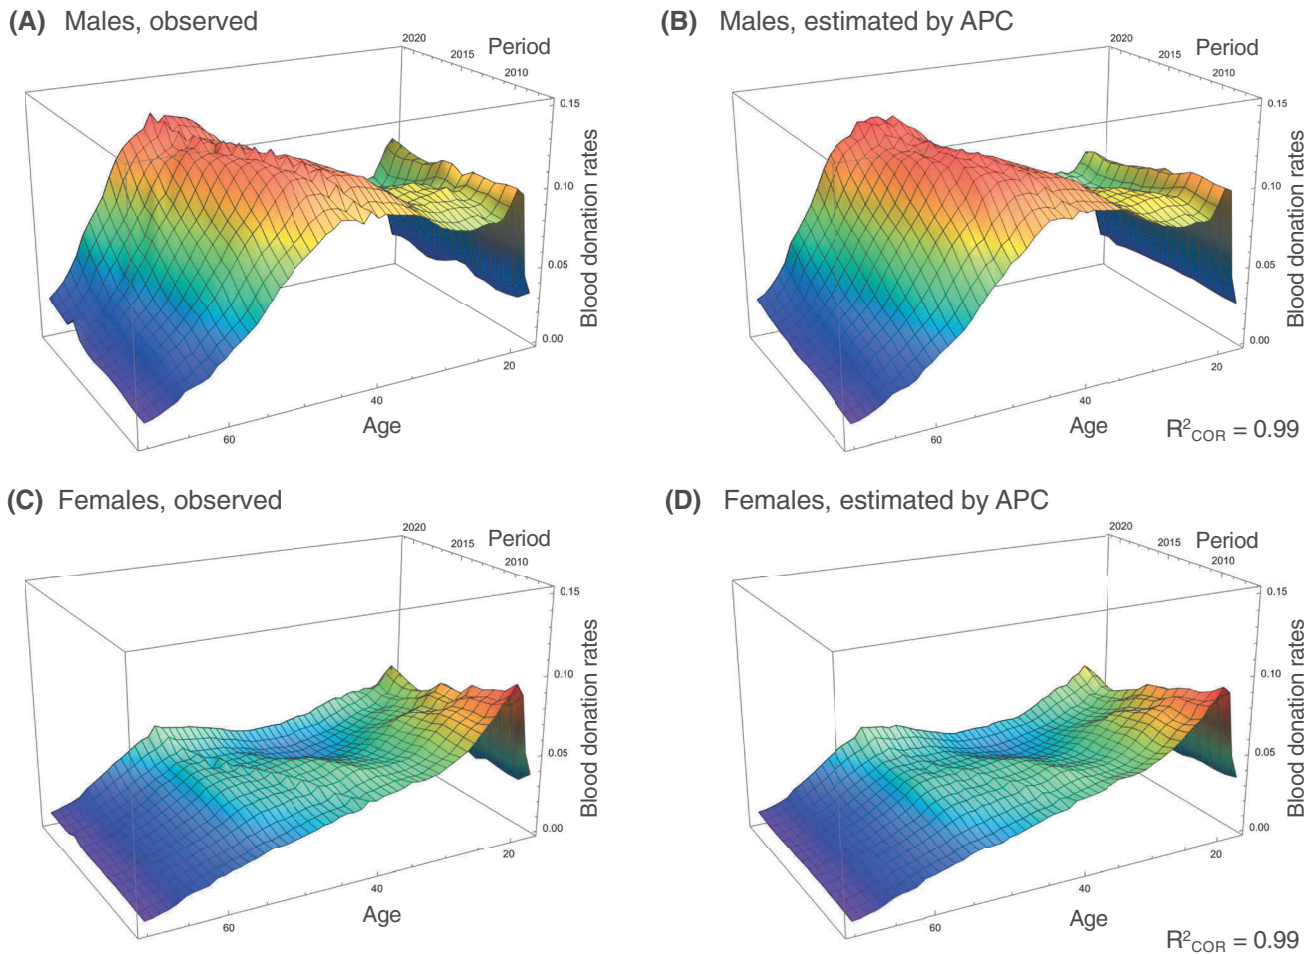 (A) Males, observed
Period
2020
2015
2010
0.15
0.10
0.05
0.00
Blood donation rates
20
40
60
Age
(B) Males, estimated by APC
Period
2020
2015
2010
0.15
0.10
0.05
0.00
Blood donation rates
20
40
60
Age
R²COR = 0.99
(C) Females, observed
Period
2020
2015
2010
0.15
0.10
0.05
0.00
Blood donation rates
20
40
60
Age
(D) Females, estimated by APC
Period
2020
2015
2010
0.15
0.10
0.05
0.00
Blood donation rates
20
40
60
Age
R²COR = 0.99